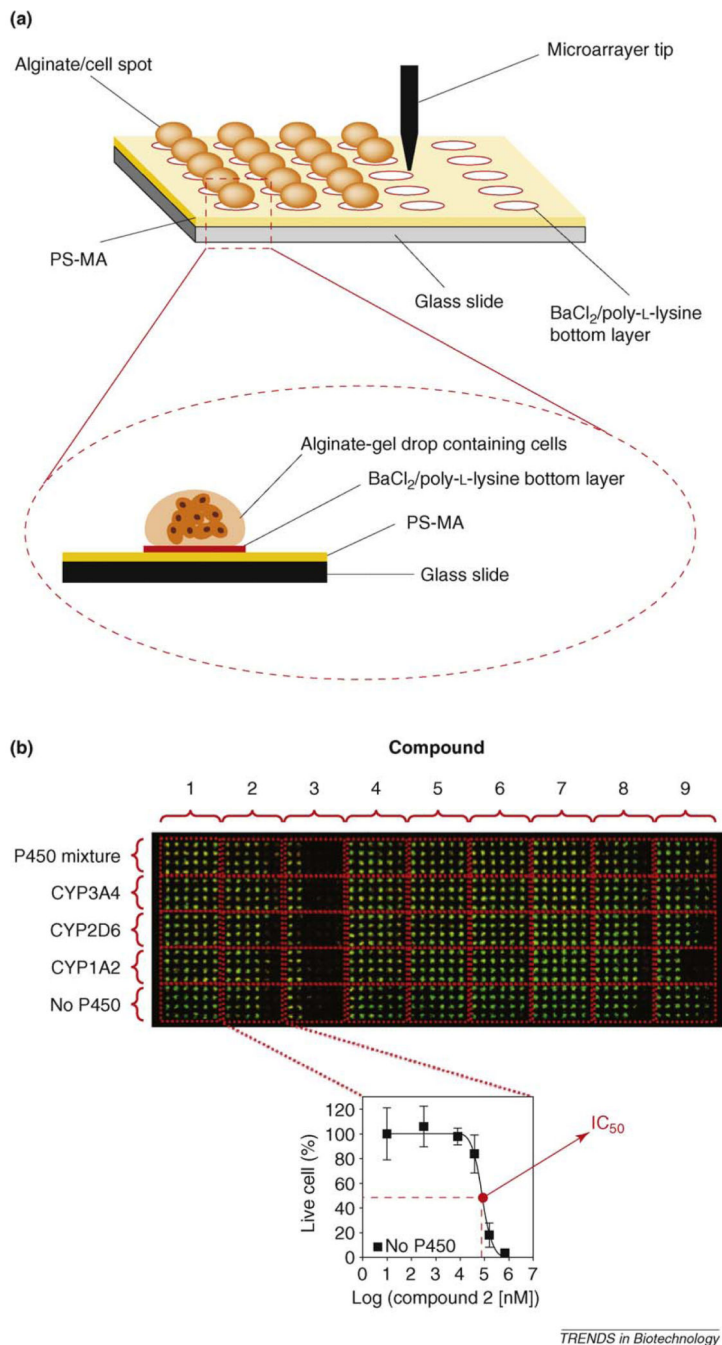 (a)
Alginate/cell spot
Microarrayer tip
PS-MA
Glass slide
BaCl₂/poly-L-lysine
bottom layer
Alginate-gel drop containing cells
BaCl₂/poly-L-lysine bottom layer
PS-MA
Glass slide
(b)
Compound
1 2 3 4 5 6 7 8 9
P450 mixture
CYP3A4
CYP2D6
CYP1A2
No P450
120
100
80
60
40
20
0
Live cell (%)
IC₅₀
No P450
0 1 2 3 4 5 6 7
Log (compound 2 [nM])
TRENDS in Biotechnology